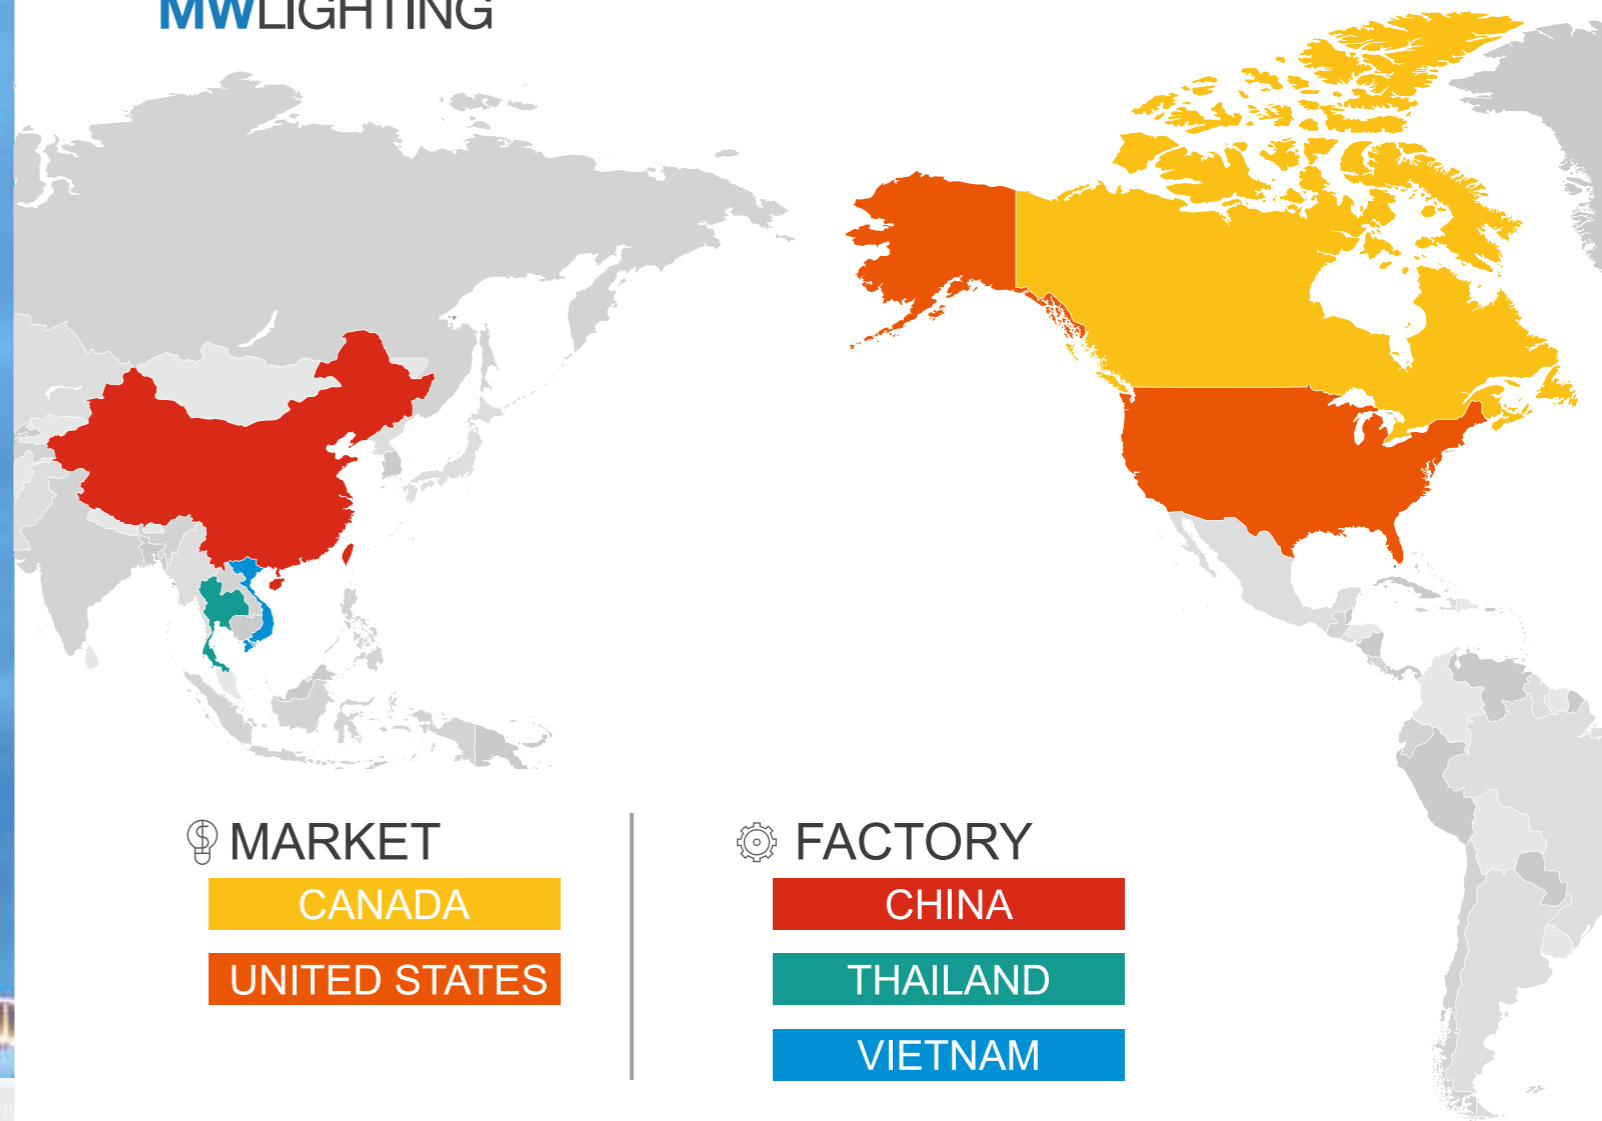 MWLIGHTING
MARKET
CANADA
UNITED STATES
FACTORY
CHINA
THAILAND
VIETNAM